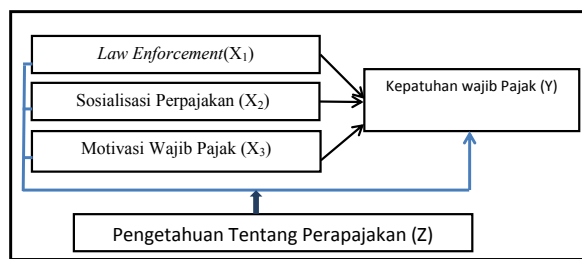 Law Enforcement(X₁)
Kepatuhan wajib Pajak (Y)
Sosialisasi Perpajakan (X₂)
Motivasi Wajib Pajak (X₃)
Pengetahuan Tentang Perapajakan (Z)